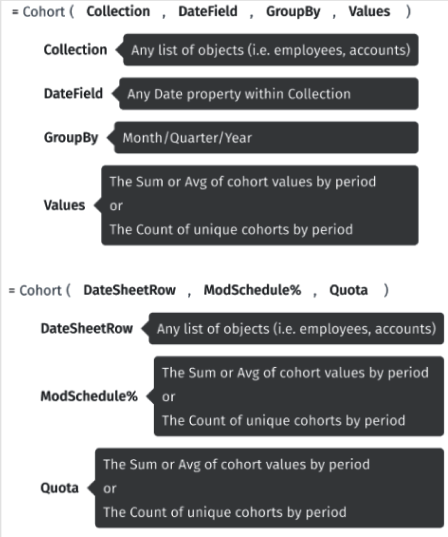 = Cohort ( Collection , DateField , GroupBy , Values )
Collection Any list of objects (i.e. employees, accounts)
DateField Any Date property within Collection
GroupBy Month/Quarter/Year
The Sum or Avg of cohort values by period
Values or
The Count of unique cohorts by period
= Cohort ( DateSheetRow , ModSchedule% , Quota )
DateSheetRow Any list of objects (i.e. employees, accounts)
The Sum or Avg of cohort values by period
ModSchedule% or
The Count of unique cohorts by period
The Sum or Avg of cohort values by period
Quota or
The Count of unique cohorts by period